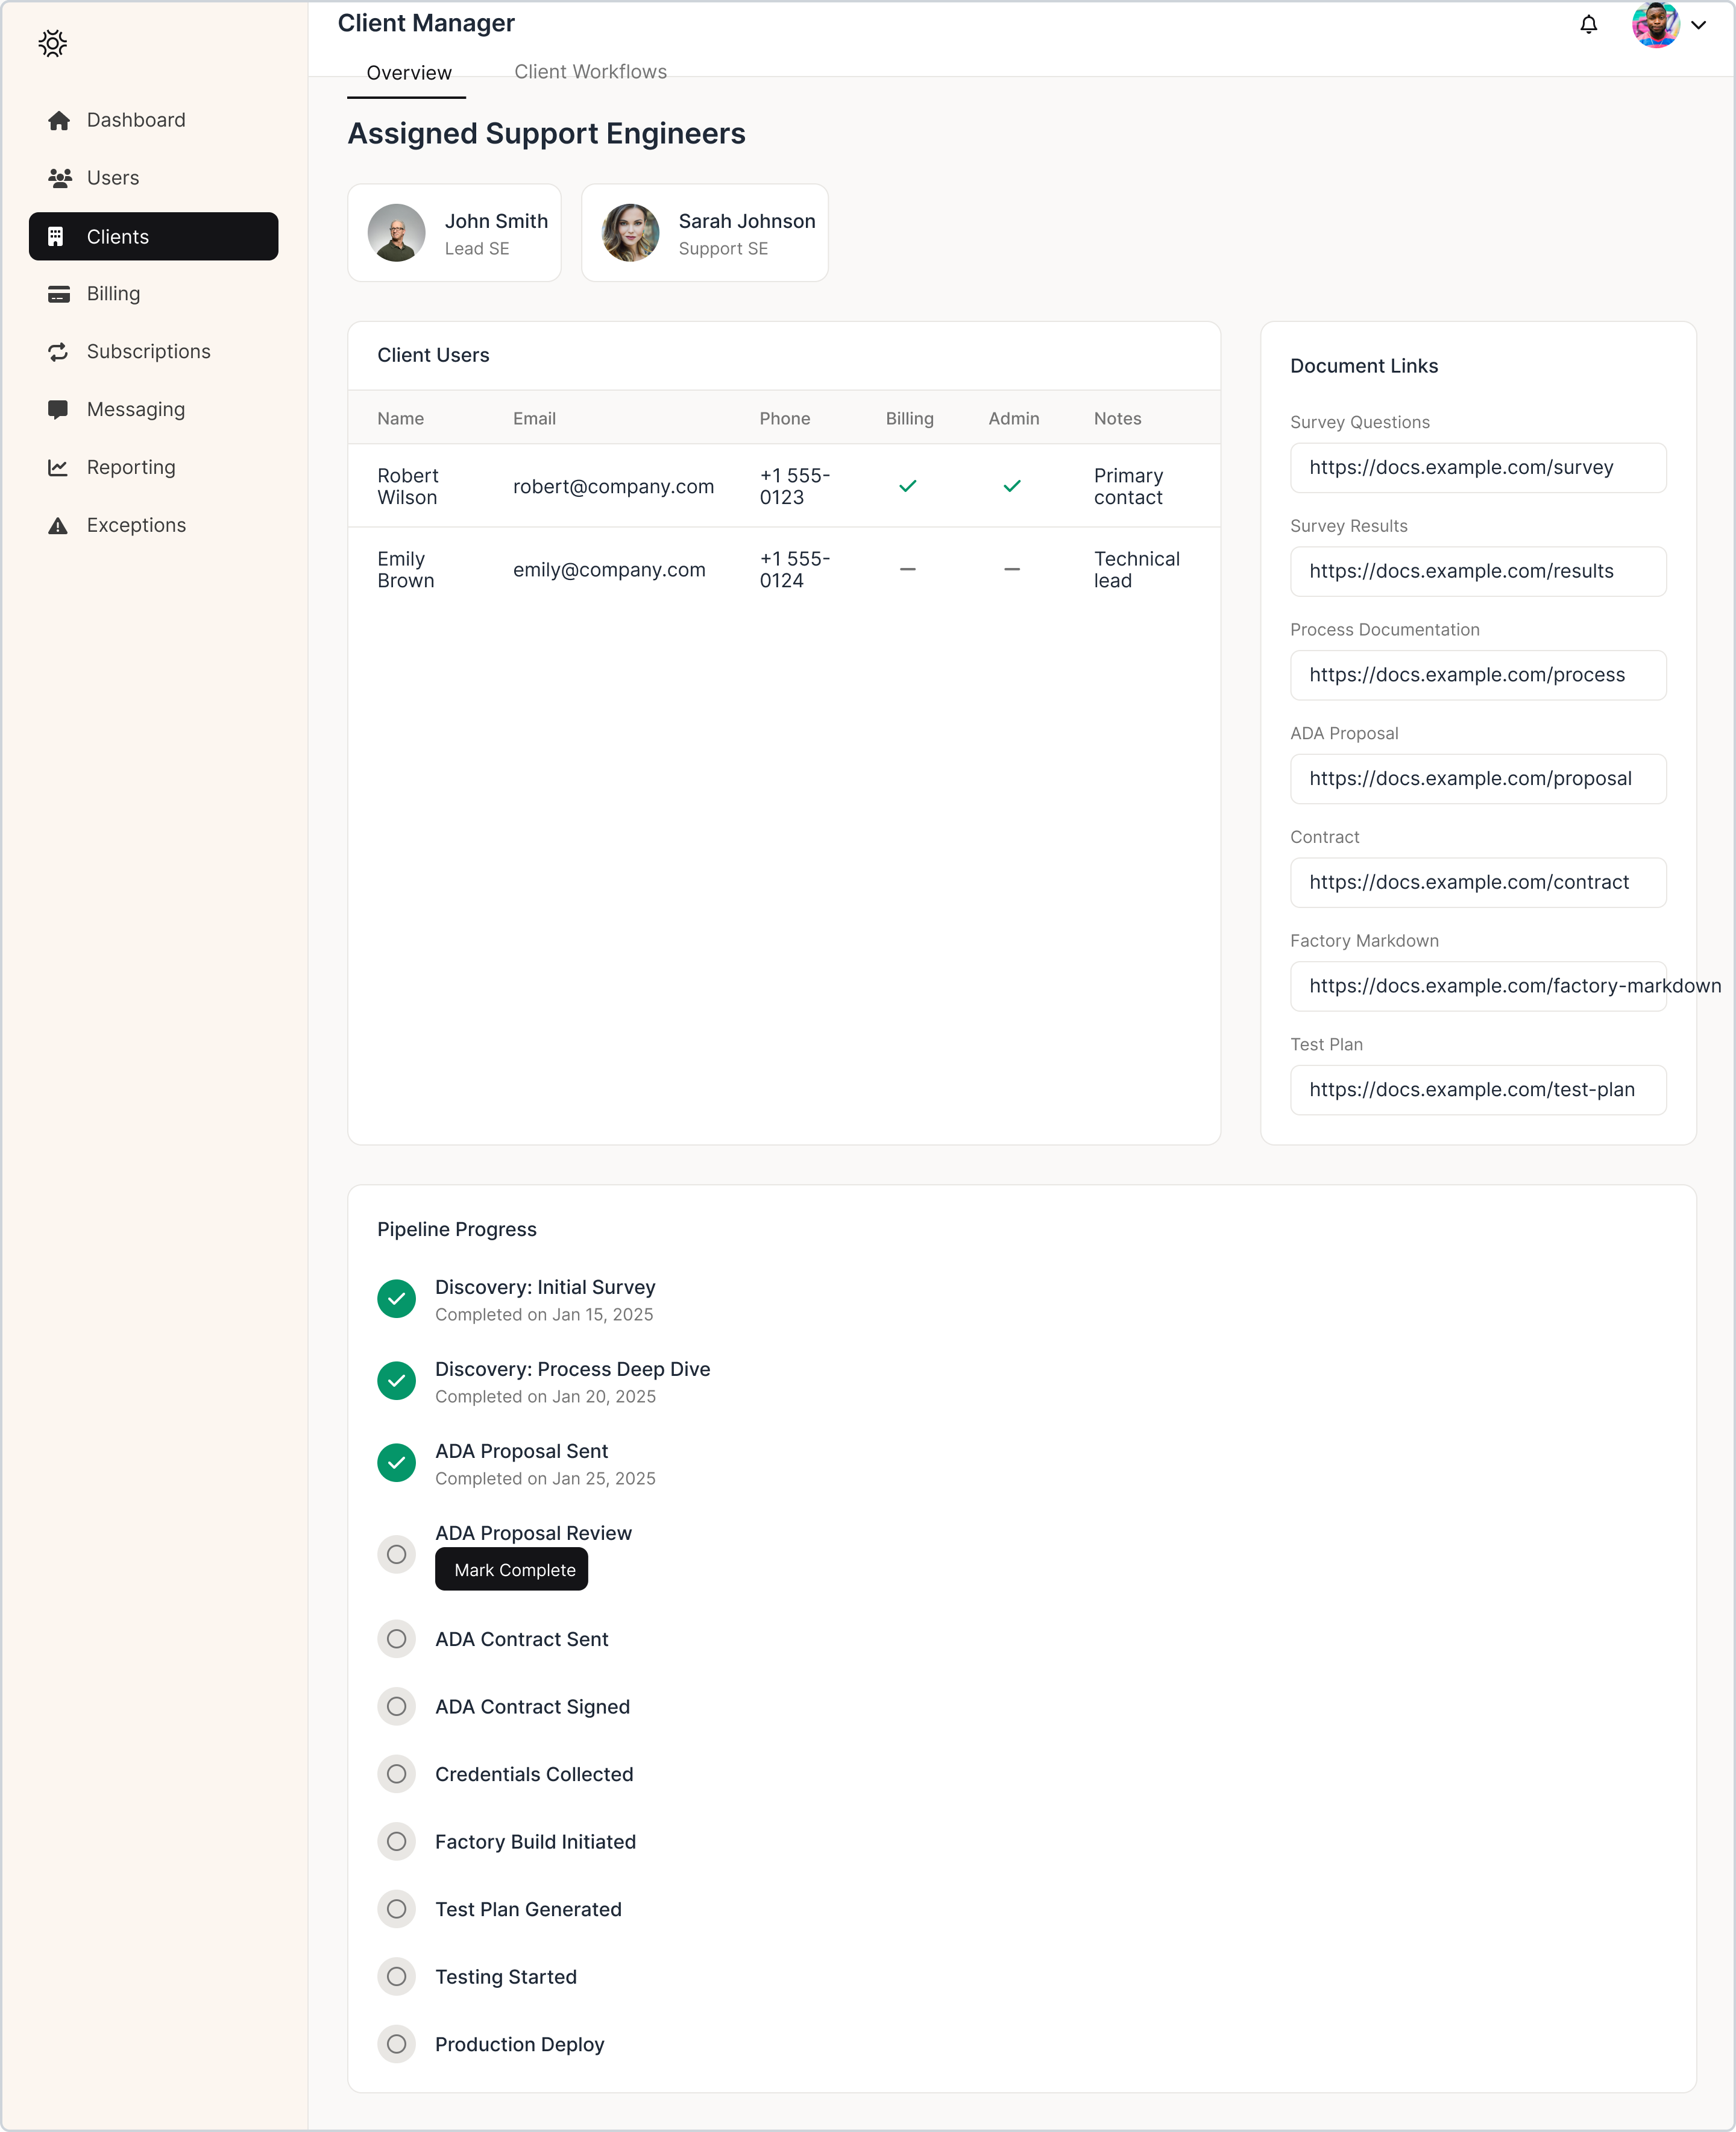 Client Manager
Overview
Client Workflows
Dashboard
Users
Clients
Billing
Subscriptions
Messaging
Reporting
Exceptions
Assigned Support Engineers
John Smith
Lead SE
Sarah Johnson
Support SE
Client Users
Name Email Phone Billing Admin Notes
Robert
Wilson
robert@company.com
+1 555-
0123
Primary
contact
Emily
Brown
emily@company.com
+1 555-
0124
Technical
lead
Document Links
Survey Questions
https://docs.example.com/survey
Survey Results
https://docs.example.com/results
Process Documentation
https://docs.example.com/process
ADA Proposal
https://docs.example.com/proposal
Contract
https://docs.example.com/contract
Factory Markdown
https://docs.example.com/factory-markdown
Test Plan
https://docs.example.com/test-plan
Pipeline Progress
Discovery: Initial Survey
Completed on Jan 15, 2025
Discovery: Process Deep Dive
Completed on Jan 20, 2025
ADA Proposal Sent
Completed on Jan 25, 2025
ADA Proposal Review
Mark Complete
ADA Contract Sent
ADA Contract Signed
Credentials Collected
Factory Build Initiated
Test Plan Generated
Testing Started
Production Deploy